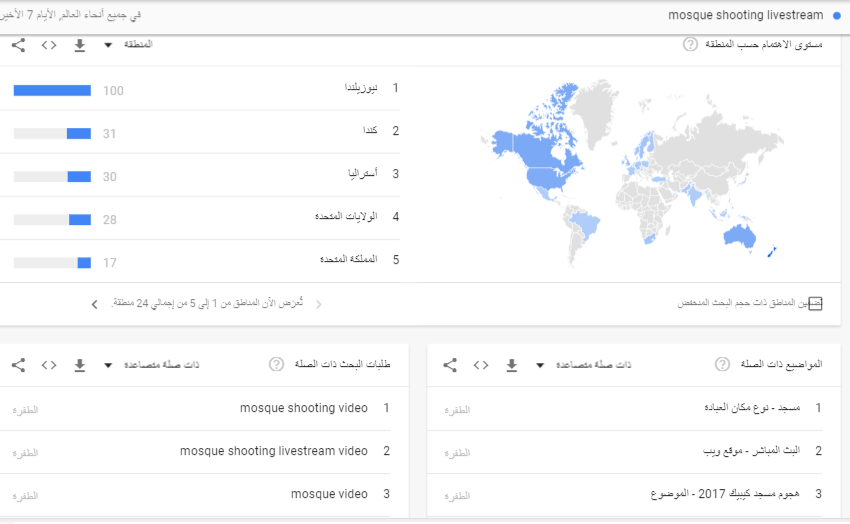 mosque shooting livestream
في جميع أنحاء العالم, الأيام 7 الأخير
مستوى الاهتمام حسب المنطقة
المنطقة
1 نيوزيلندا 100
2 كندا 31
3 أستراليا 30
4 الولايات المتحدة 28
5 المملكة المتحدة 17
تضمين المناطق ذات حجم البحث المنخفض
تُعرَض الآن المناطق من 1 إلى 5 من إجمالي 24 منطقة.
المواضيع ذات الصلة
ذات صلة متصاعدة
1 مسجد - نوع مكان العبادة الطفرة
2 البث المباشر - موقع ويب الطفرة
3 هجوم مسجد كيبيك 2017 - الموضوع الطفرة
طلبات البحث ذات الصلة
ذات صلة متصاعدة
1 mosque shooting video الطفرة
2 mosque shooting livestream video الطفرة
3 mosque video الطفرة